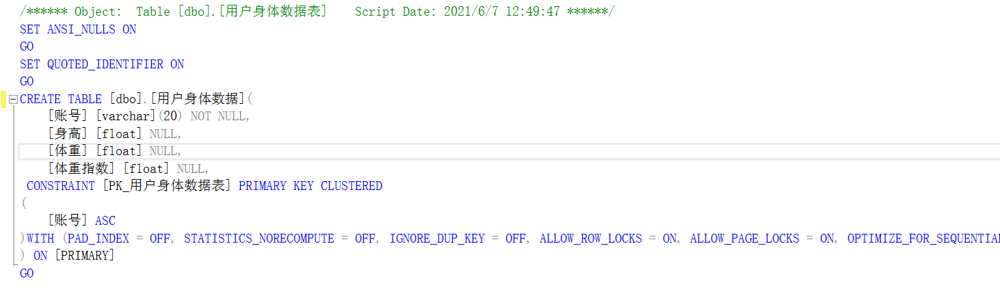 /****** Object:  Table [dbo].[用户身体数据表]    Script Date: 2021/6/7 12:49:47 ******/
SET ANSI_NULLS ON
GO
SET QUOTED_IDENTIFIER ON
GO
CREATE TABLE [dbo].[用户身体数据](
    [账号] [varchar](20) NOT NULL,
    [身高] [float] NULL,
    [体重] [float] NULL,
    [体重指数] [float] NULL,
 CONSTRAINT [PK_用户身体数据表] PRIMARY KEY CLUSTERED
(
    [账号] ASC
)WITH (PAD_INDEX = OFF, STATISTICS_NORECOMPUTE = OFF, IGNORE_DUP_KEY = OFF, ALLOW_ROW_LOCKS = ON, ALLOW_PAGE_LOCKS = ON,
) ON [PRIMARY]
GO